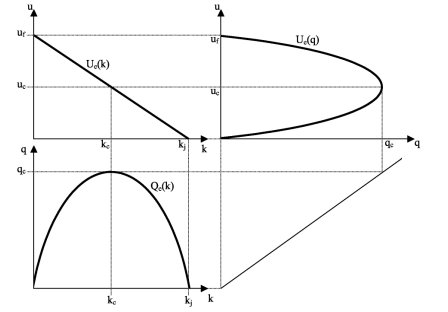 u
u
u_f
u_f
U_e(k)
U_e(q)
u_c
u_c
k_c
k_j
k
q_c
q
q
q_c
Q_e(k)
k_c
k_j
k